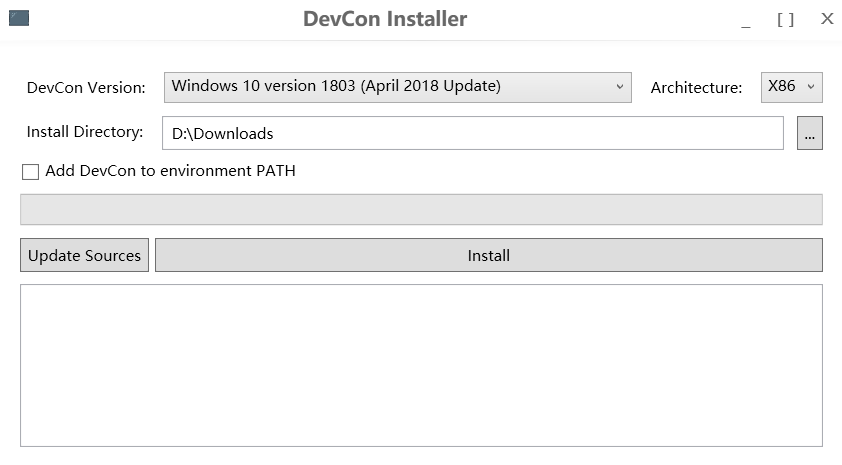 DevCon Installer
_ [ ] X
DevCon Version: Windows 10 version 1803 (April 2018 Update) Architecture: X86
Install Directory: D:\Downloads ...
Add DevCon to environment PATH
Update Sources Install